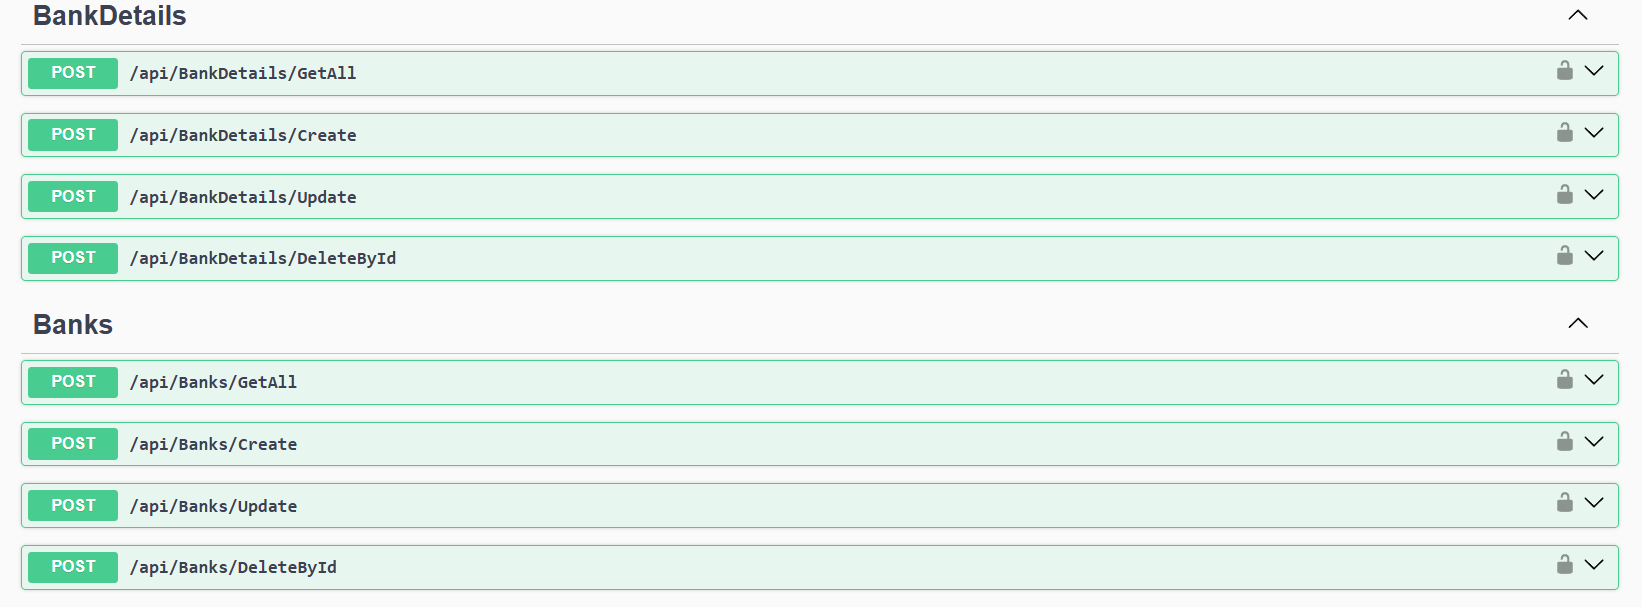 BankDetails
POST /api/BankDetails/GetAll
POST /api/BankDetails/Create
POST /api/BankDetails/Update
POST /api/BankDetails/DeleteById
Banks
POST /api/Banks/GetAll
POST /api/Banks/Create
POST /api/Banks/Update
POST /api/Banks/DeleteById